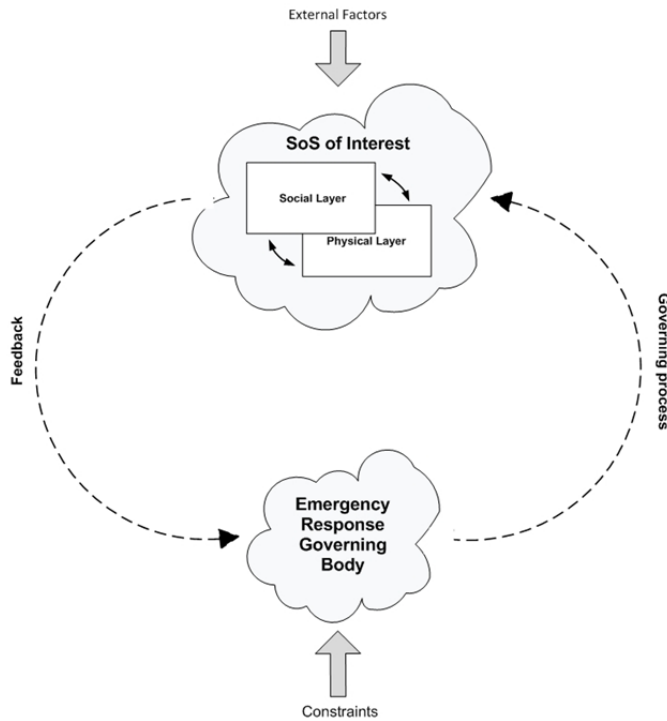 External Factors
SoS of Interest
Social Layer
Physical Layer
Feedback
Governing process
Emergency
Response
Governing
Body
Constraints